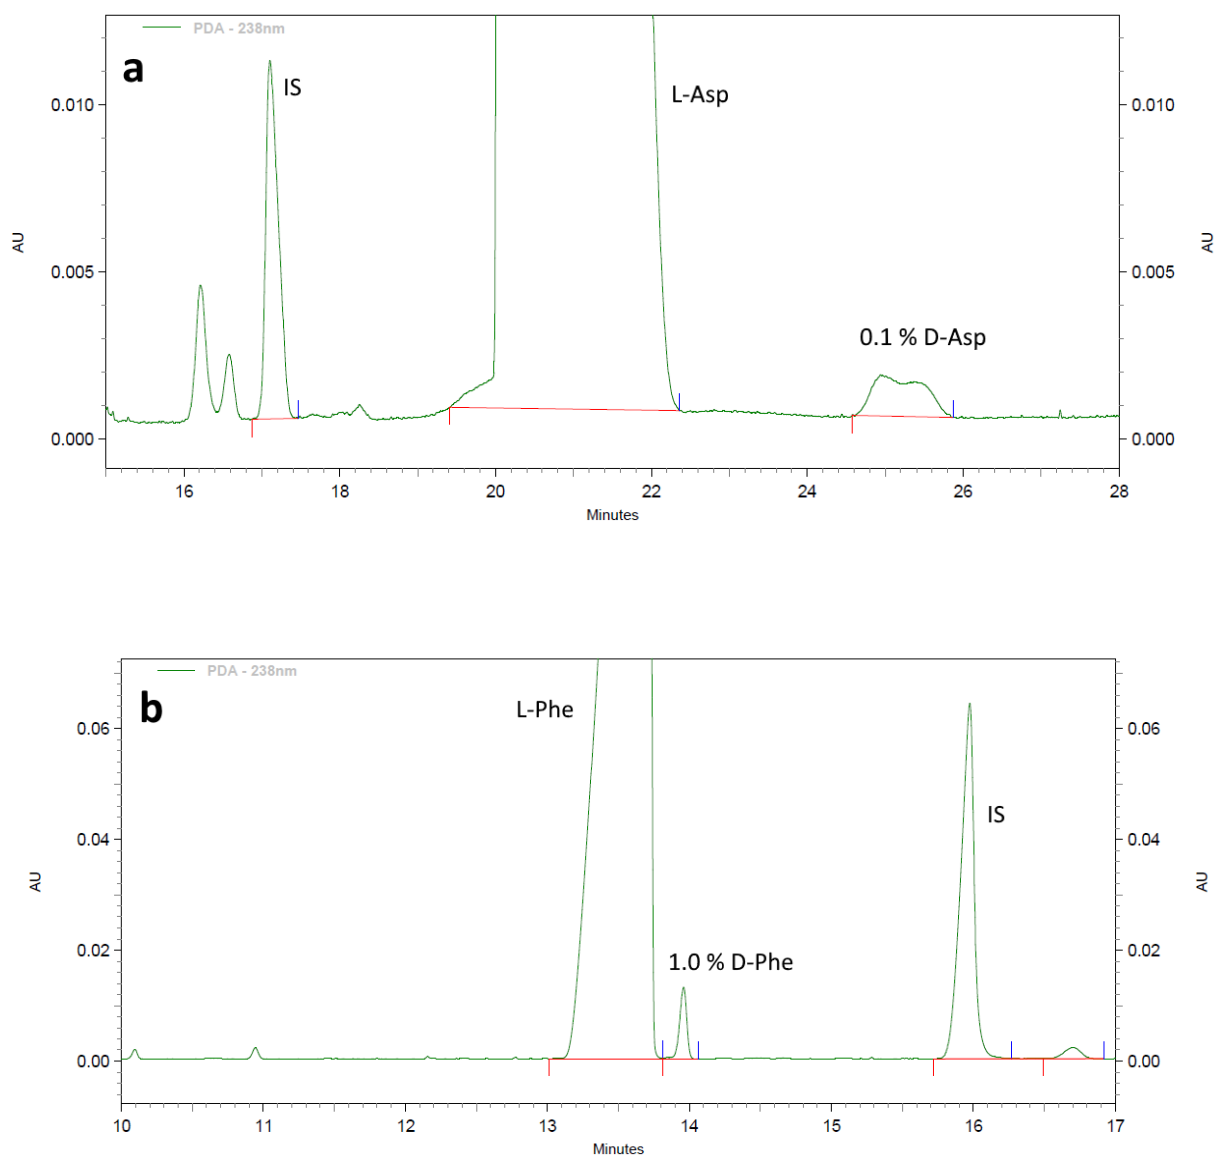 PDA - 238nm
a
IS
L-Asp
0.1 % D-Asp
0.010
0.005
0.000
AU
0.010
0.005
0.000
AU
16 18 20 22 24 26 28
Minutes
PDA - 238nm
b
L-Phe
1.0 % D-Phe
IS
0.06
0.04
0.02
0.00
AU
0.06
0.04
0.02
0.00
AU
10 11 12 13 14 15 16 17
Minutes